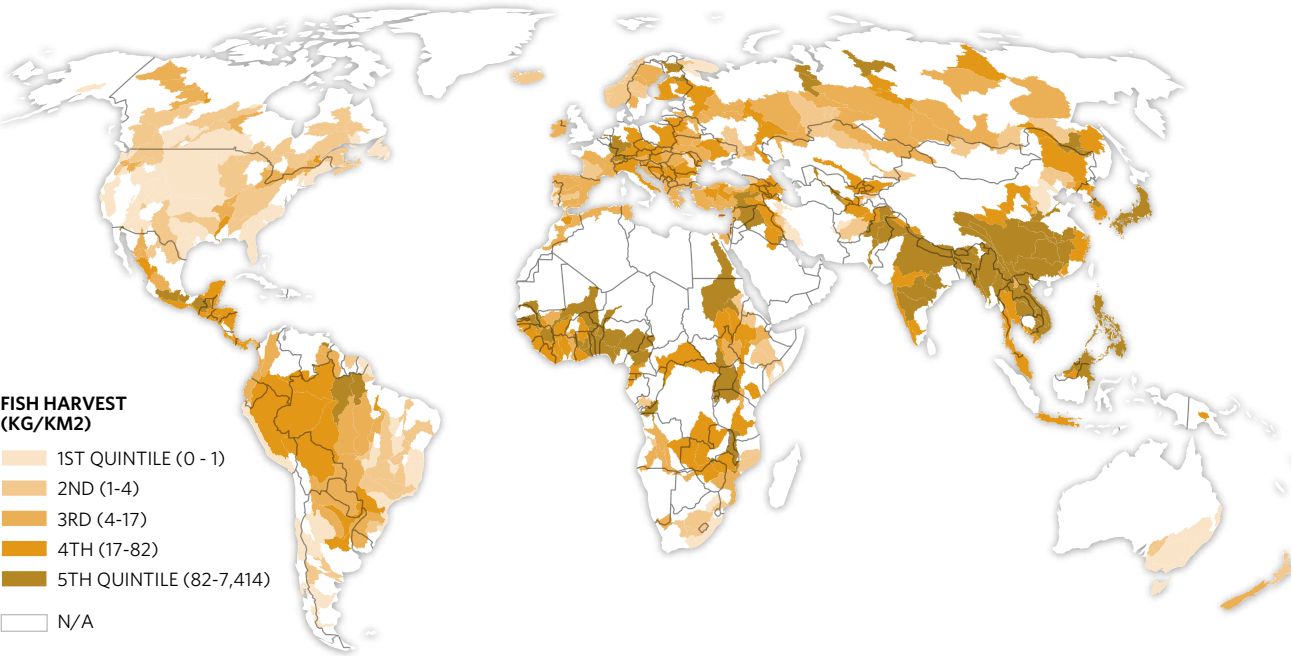 FISH HARVEST
(KG/KM2)
1ST QUINTILE (0 - 1)
2ND (1-4)
3RD (4-17)
4TH (17-82)
5TH QUINTILE (82-7,414)
N/A